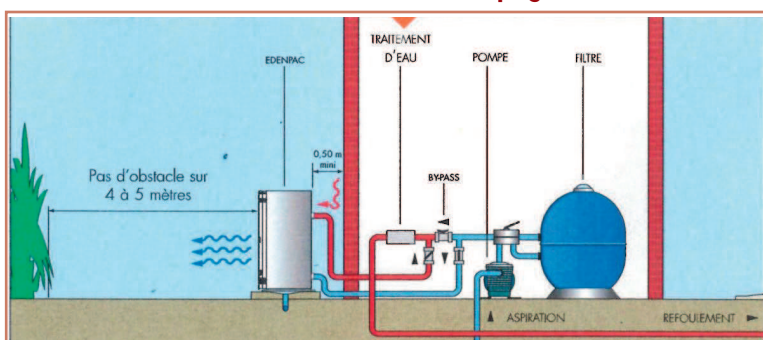 TRAITEMENT
D'EAU
EDENPAC
POMPE
FILTRE
0,50 m
mini
BY-PASS
Pas d'obstacle sur
4 à 5 mètres
ASPIRATION
REFOULEMENT